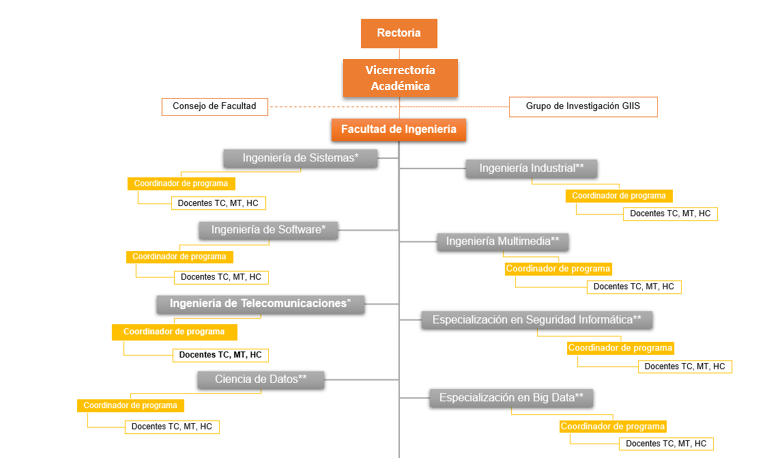 Rectoria
Vicerrectoría
Académica
Consejo de Facultad
Grupo de Investigación GIIS
Facultad de Ingeniería
Ingeniería de Sistemas*
Coordinador de programa
Docentes TC, MT, HC
Ingeniería Industrial**
Coordinador de programa
Docentes TC, MT, HC
Ingeniería de Software*
Coordinador de programa
Docentes TC, MT, HC
Ingeniería Multimedia**
Coordinador de programa
Docentes TC, MT, HC
Ingeniería de Telecomunicaciones*
Coordinador de programa
Docentes TC, MT, HC
Especialización en Seguridad Informática**
Coordinador de programa
Docentes TC, MT, HC
Ciencia de Datos**
Coordinador de programa
Docentes TC, MT, HC
Especialización en Big Data**
Coordinador de programa
Docentes TC, MT, HC